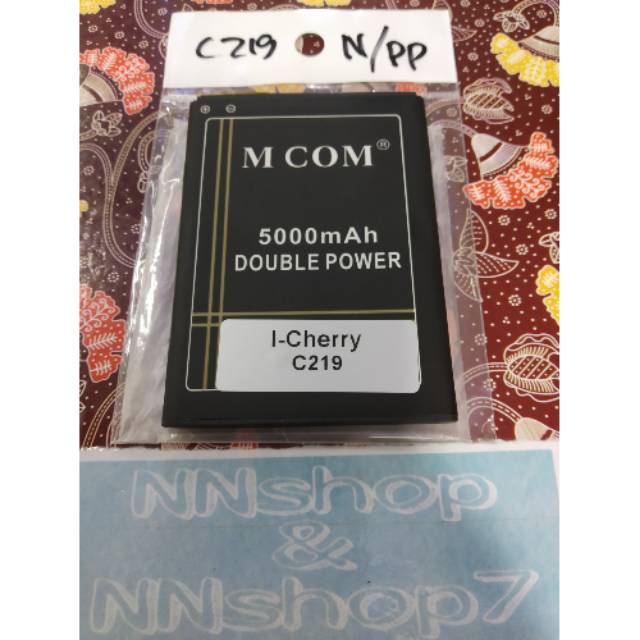 C219 N/PP
M COM®
5000mAh
DOUBLE POWER
I-Cherry
C219
NNshop
&
NNshop7